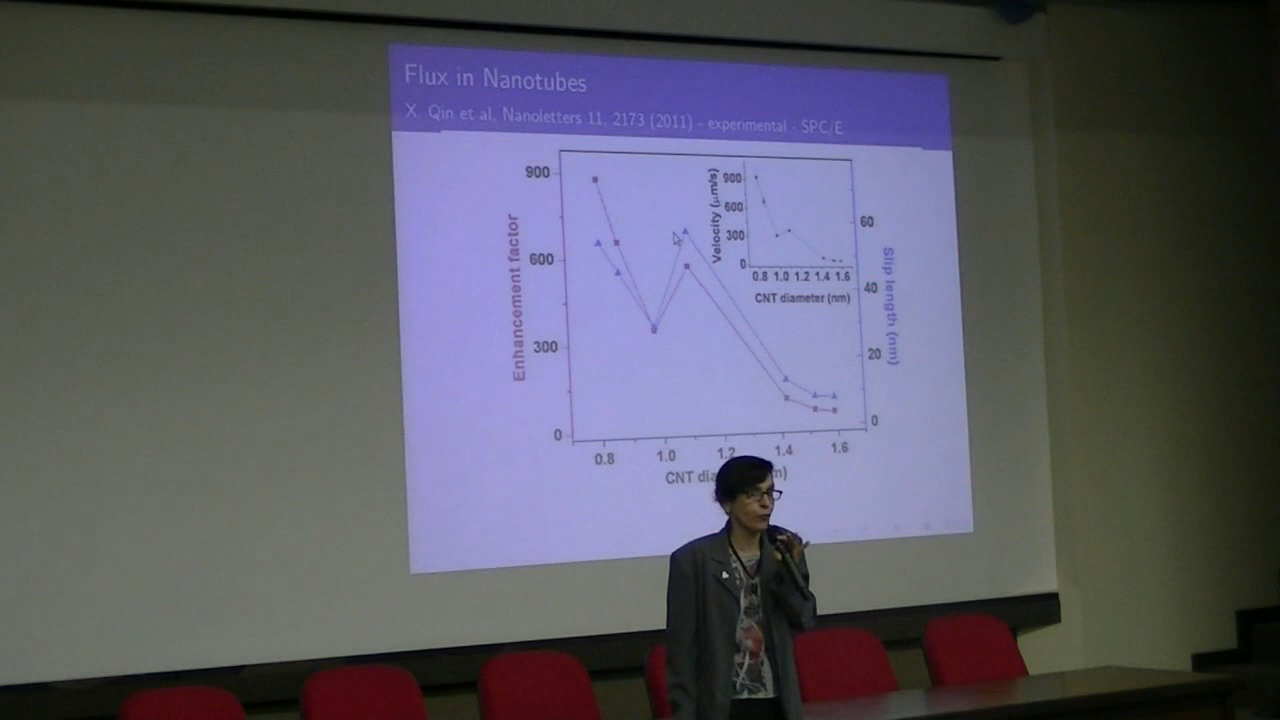 Flux in Nanotubes
X. Qin et al, Nanoletters 11, 2173 (2011) - experimental - SPC/E
900
600
300
0
Enhancement factor
0.8 1.0 1.2 1.4 1.6
CNT dia m)
60
40
20
0
Slip length (nm)
Velocity (μm/s)
900
600
300
0
0.8 1.0 1.2 1.4 1.6
CNT diameter (nm)